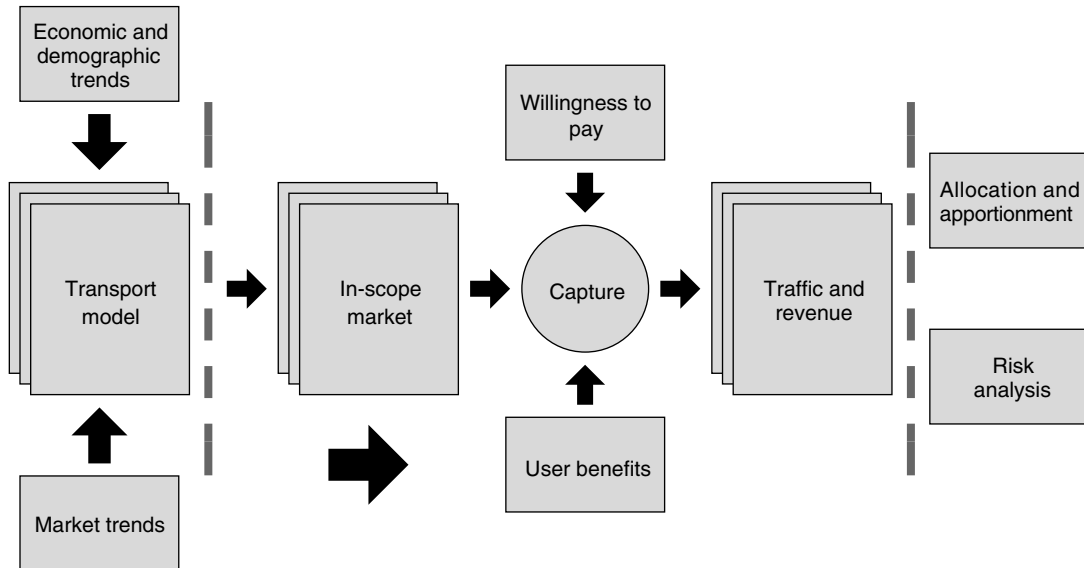 Economic and
demographic
trends
Willingness to
pay
Allocation and
apportionment
Transport
model
In-scope
market
Capture
Traffic and
revenue
Risk
analysis
User benefits
Market trends